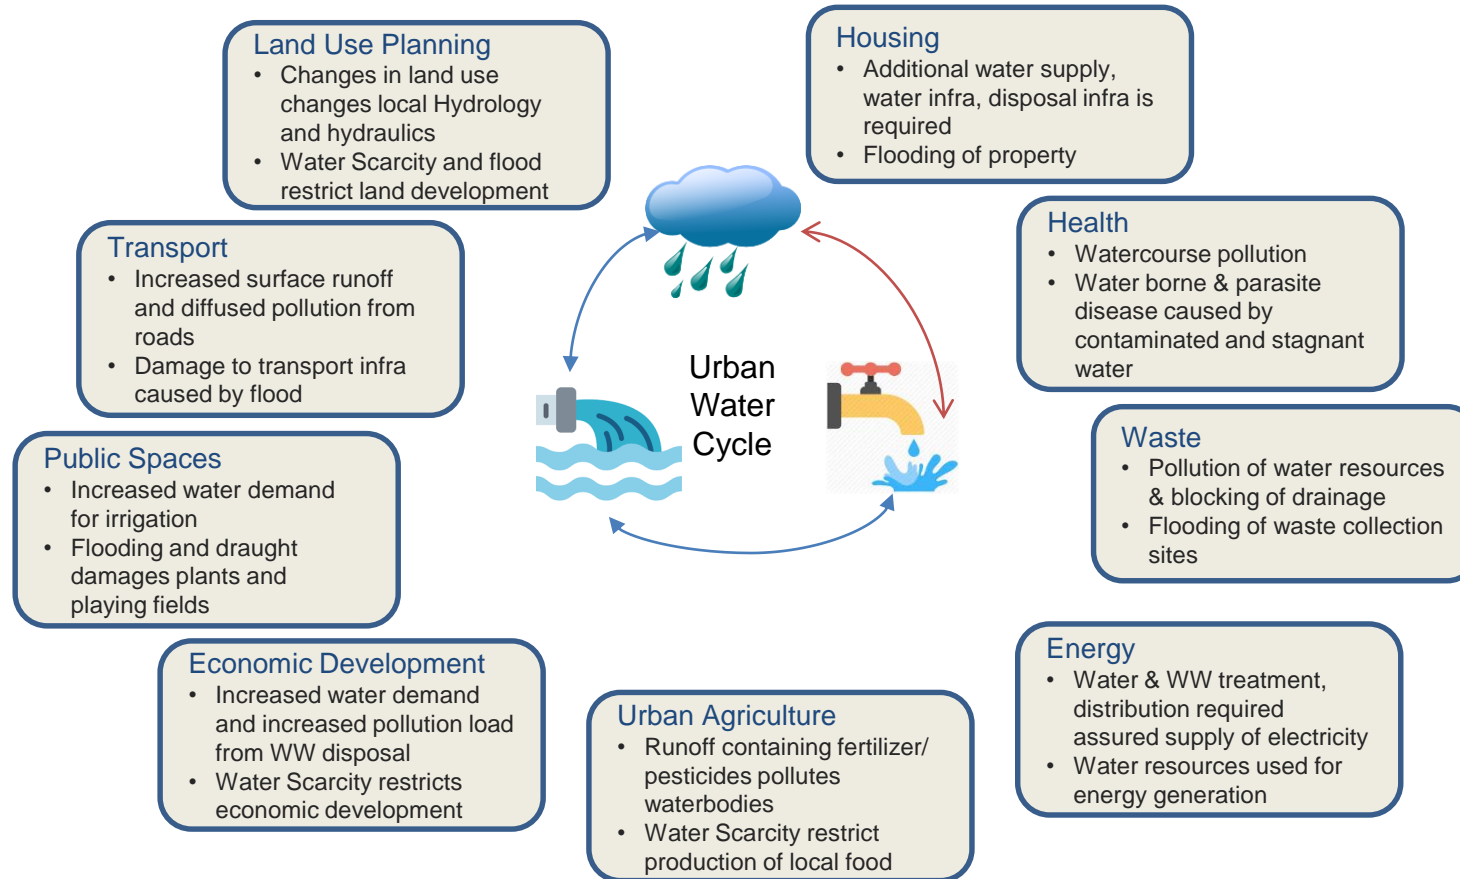 Land Use Planning
• Changes in land use
changes local Hydrology
and hydraulics
• Water Scarcity and flood
restrict land development
Housing
• Additional water supply,
water infra, disposal infra is
required
• Flooding of property
Transport
• Increased surface runoff
and diffused pollution from
roads
• Damage to transport infra
caused by flood
Health
• Watercourse pollution
• Water borne & parasite
disease caused by
contaminated and stagnant
water
Urban
Water
Cycle
Public Spaces
• Increased water demand
for irrigation
• Flooding and draught
damages plants and
playing fields
Waste
• Pollution of water resources
& blocking of drainage
• Flooding of waste collection
sites
Economic Development
• Increased water demand
and increased pollution load
from WW disposal
• Water Scarcity restricts
economic development
Urban Agriculture
• Runoff containing fertilizer/
pesticides pollutes
waterbodies
• Water Scarcity restrict
production of local food
Energy
• Water & WW treatment,
distribution required
assured supply of electricity
• Water resources used for
energy generation